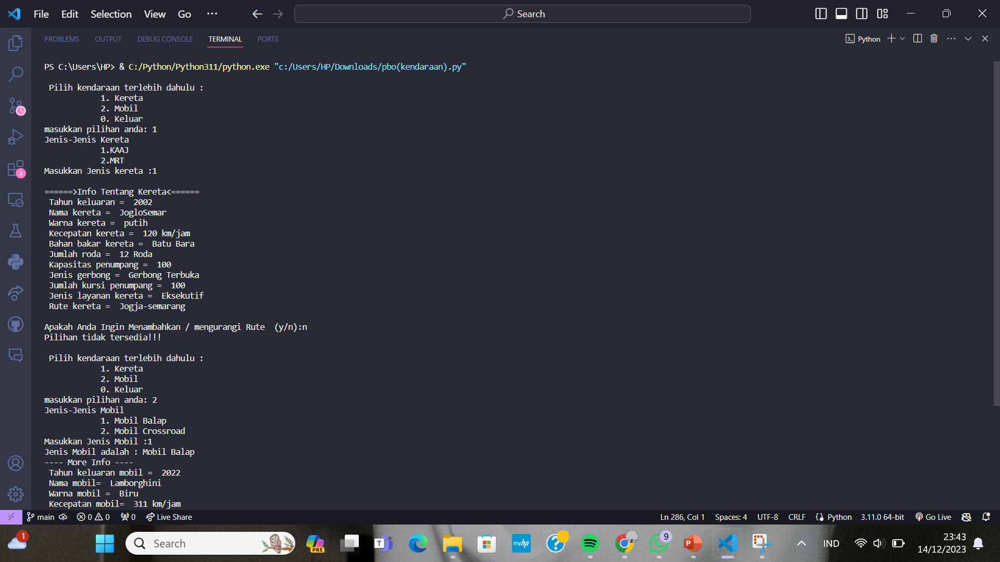 File Edit Selection View Go ··· Search
PROBLEMS OUTPUT DEBUG CONSOLE TERMINAL PORTS Python
PS C:\Users\HP> & C:/Python/Python311/python.exe "c:/Users/HP/Downloads/pbo(kendaraan).py"
Pilih kendaraan terlebih dahulu :
1. Kereta
2. Mobil
0. Keluar
masukkan pilihan anda: 1
Jenis-Jenis Kereta
1.KAAJ
2.MRT
Masukkan Jenis kereta :1
======>Info Tentang Kereta<======
Tahun keluaran =  2002
Nama kereta =  JogloSemar
Warna kereta =  putih
Kecepatan kereta =  120 km/jam
Bahan bakar kereta =  Batu Bara
Jumlah roda =  12 Roda
Kapasitas penumpang =  100
Jenis gerbong =  Gerbong Terbuka
Jumlah kursi penumpang =  100
Jenis layanan kereta =  Eksekutif
Rute kereta =  Jogja-semarang
Apakah Anda Ingin Menambahkan / mengurangi Rute  (y/n):n
Pilihan tidak tersedia!!!
Pilih kendaraan terlebih dahulu :
1. Kereta
2. Mobil
0. Keluar
masukkan pilihan anda: 2
Jenis-Jenis Mobil
1. Mobil Balap
2. Mobil Crossroad
Masukkan Jenis Mobil :1
Jenis Mobil adalah : Mobil Balap
---- More Info ----
Tahun keluaran mobil =  2022
Nama mobil=  Lamborghini
Warna mobil =  Biru
Kecepatan mobil=  311 km/jam
3
main 0 0 0 Live Share Ln 286, Col 1 Spaces: 4 UTF-8 CRLF Python 3.11.0 64-bit Go Live
1 Search PRE T myhp ? 9 P IND 23:43
14/12/2023